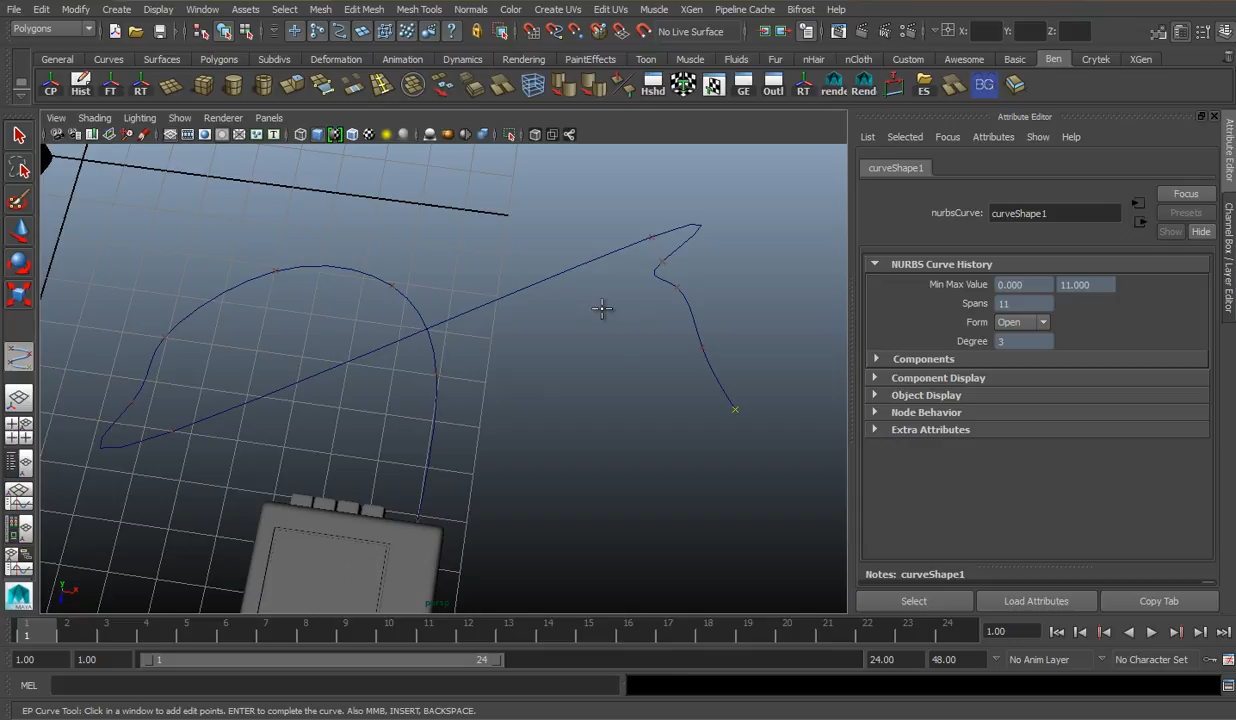 File Edit Modify Create Display Window Assets Select Mesh Edit Mesh Mesh Tools Normals Color Create UVs Edit UVs Muscle XGen Pipeline Cache Bifrost Help
Polygons No Live Surface X: Y: Z:
General Curves Surfaces Polygons Subdivs Deformation Animation Dynamics Rendering PaintEffects Toon Muscle Fluids Fur nHair nCloth Custom Awesome Basic Ben Crytek XGen
CP Hist FT RT Hshd GE Outl RT rende Rend ES BG
View Shading Lighting Show Renderer Panels
Attribute Editor
List Selected Focus Attributes Show Help
curveShape1
Focus
nurbsCurve: curveShape1
Presets
Show Hide
NURBS Curve History
Min Max Value 0.000 11.000
Spans 11
Form Open
Degree 3
Components
Component Display
Object Display
Node Behavior
Extra Attributes
Attribute Editor
Channel Box / Layer Editor
y
x
persp
MAYA
Notes: curveShape1
Select Load Attributes Copy Tab
1 2 3 4 5 6 7 8 9 10 11 12 13 14 15 16 17 18 19 20 21 22 23 24
1 1.00
1.00 1.00 1 24 24.00 48.00 No Anim Layer No Character Set
MEL
EP Curve Tool: Click in a window to add edit points. ENTER to complete the curve. Also MMB, INSERT, BACKSPACE.